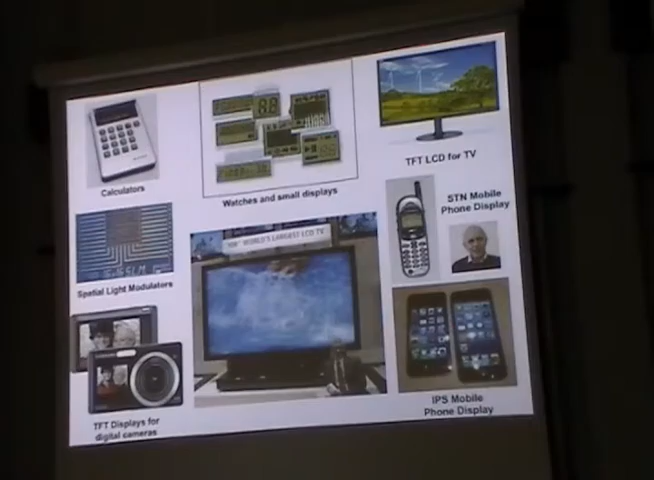 Calculators
Watches and small displays
TFT LCD for TV
STN Mobile
Phone Display
Spatial Light Modulators
WORLD'S LARGEST LCD TV
TFT Displays for
digital cameras
IPS Mobile
Phone Display